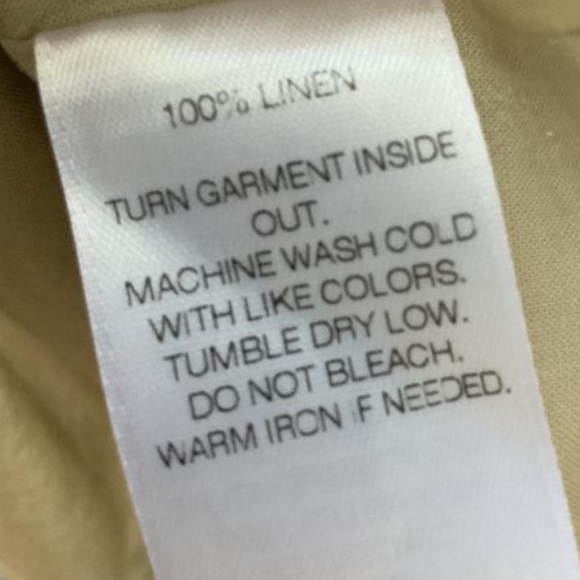 100% LINEN
TURN GARMENT INSIDE
OUT.
MACHINE WASH COLD
WITH LIKE COLORS.
TUMBLE DRY LOW.
DO NOT BLEACH.
WARM IRON IF NEEDED.